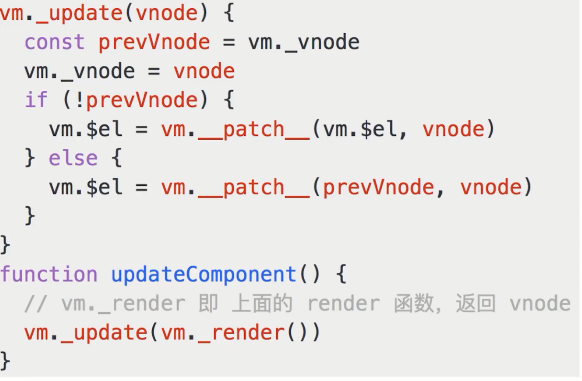 vm._update(vnode) {
  const prevVnode = vm._vnode
  vm._vnode = vnode
  if (!prevVnode) {
    vm.$el = vm.__patch__(vm.$el, vnode)
  } else {
    vm.$el = vm.__patch__(prevVnode, vnode)
  }
}
function updateComponent() {
  // vm._render 即 上面的 render 函数, 返回 vnode
  vm._update(vm._render())
}